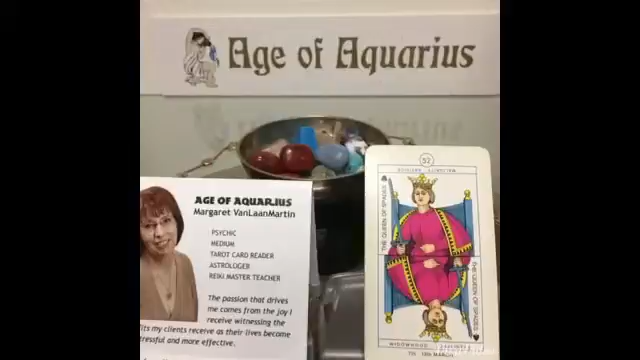 Age of Aquarius
AGE OF AQUARIUS
Margaret VanLaanMartin
PSYCHIC
MEDIUM
TAROT CARD READER
ASTROLOGER
REIKI MASTER TEACHER
The passion that drives
me comes from the joy I
receive witnessing the
my clients receive as their lives become
and more effective.
52
THE QUEEN OF SPADES
THE QUEEN OF SPADES
WIDOWHOOD